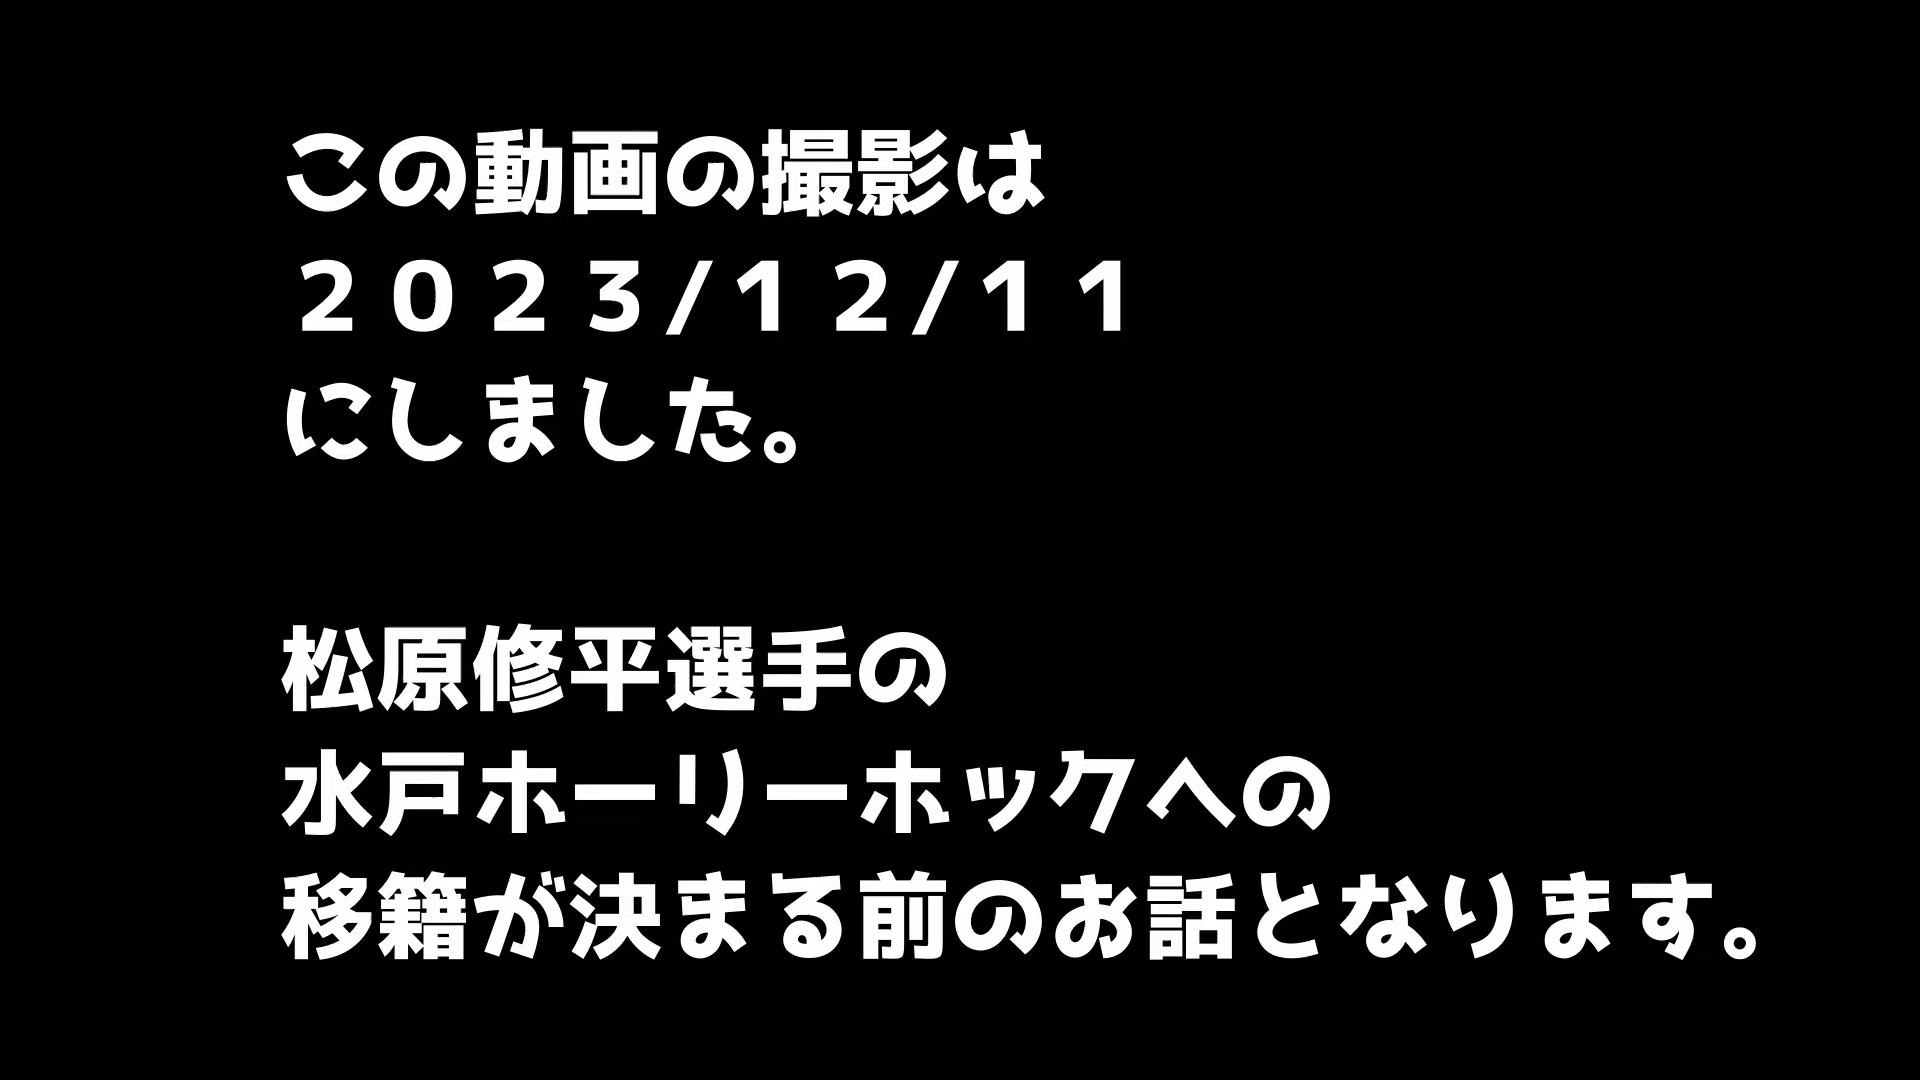 この動画の撮影は
２０２３/１２/１１
にしました。
松原修平選手の
水戸ホーリーホックへの
移籍が決まる前のお話となります。